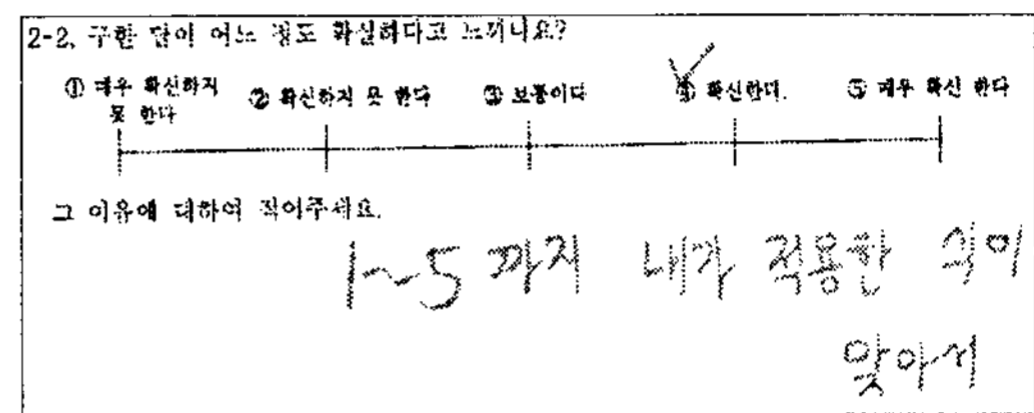 2-2, 구한 답이 어느 정도 확실하다고 느끼니요?
① 매우 확신하지 못 한다
② 확신하지 못 한다
③ 보통이다
④ 확신한다.
⑤ 매우 확신 한다
그 이유에 대하여 적어주세요.
1~5 까지 내가 적용한 식이
맞아서